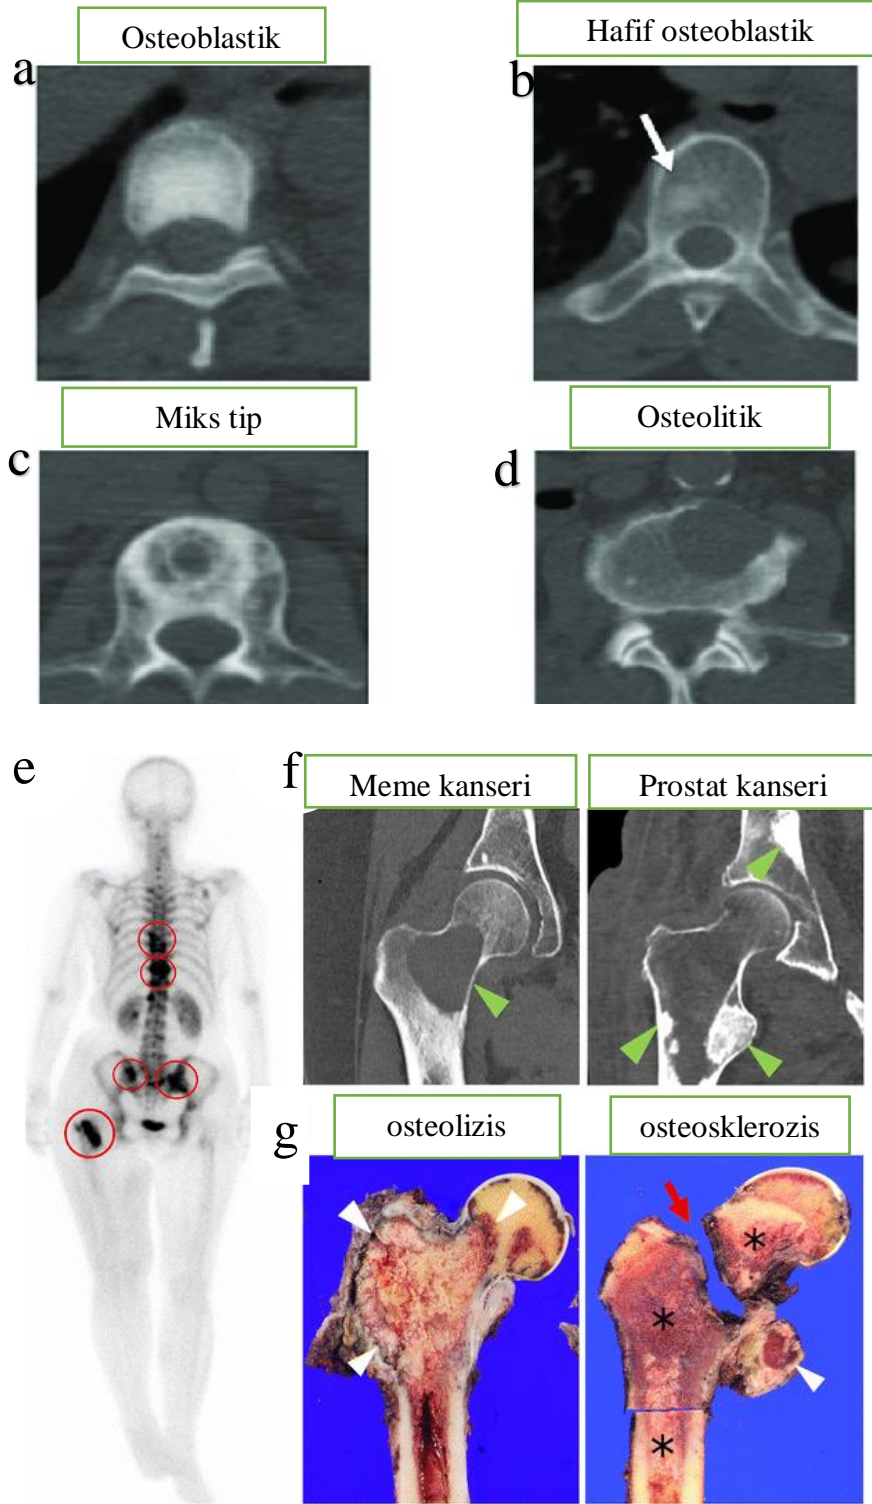 Osteoblastik
Hafif osteoblastik
a
b
Miks tip
Osteolitik
c
d
e
f
Meme kanseri
Prostat kanseri
g
osteolizis
osteosklerozis
*
*
*